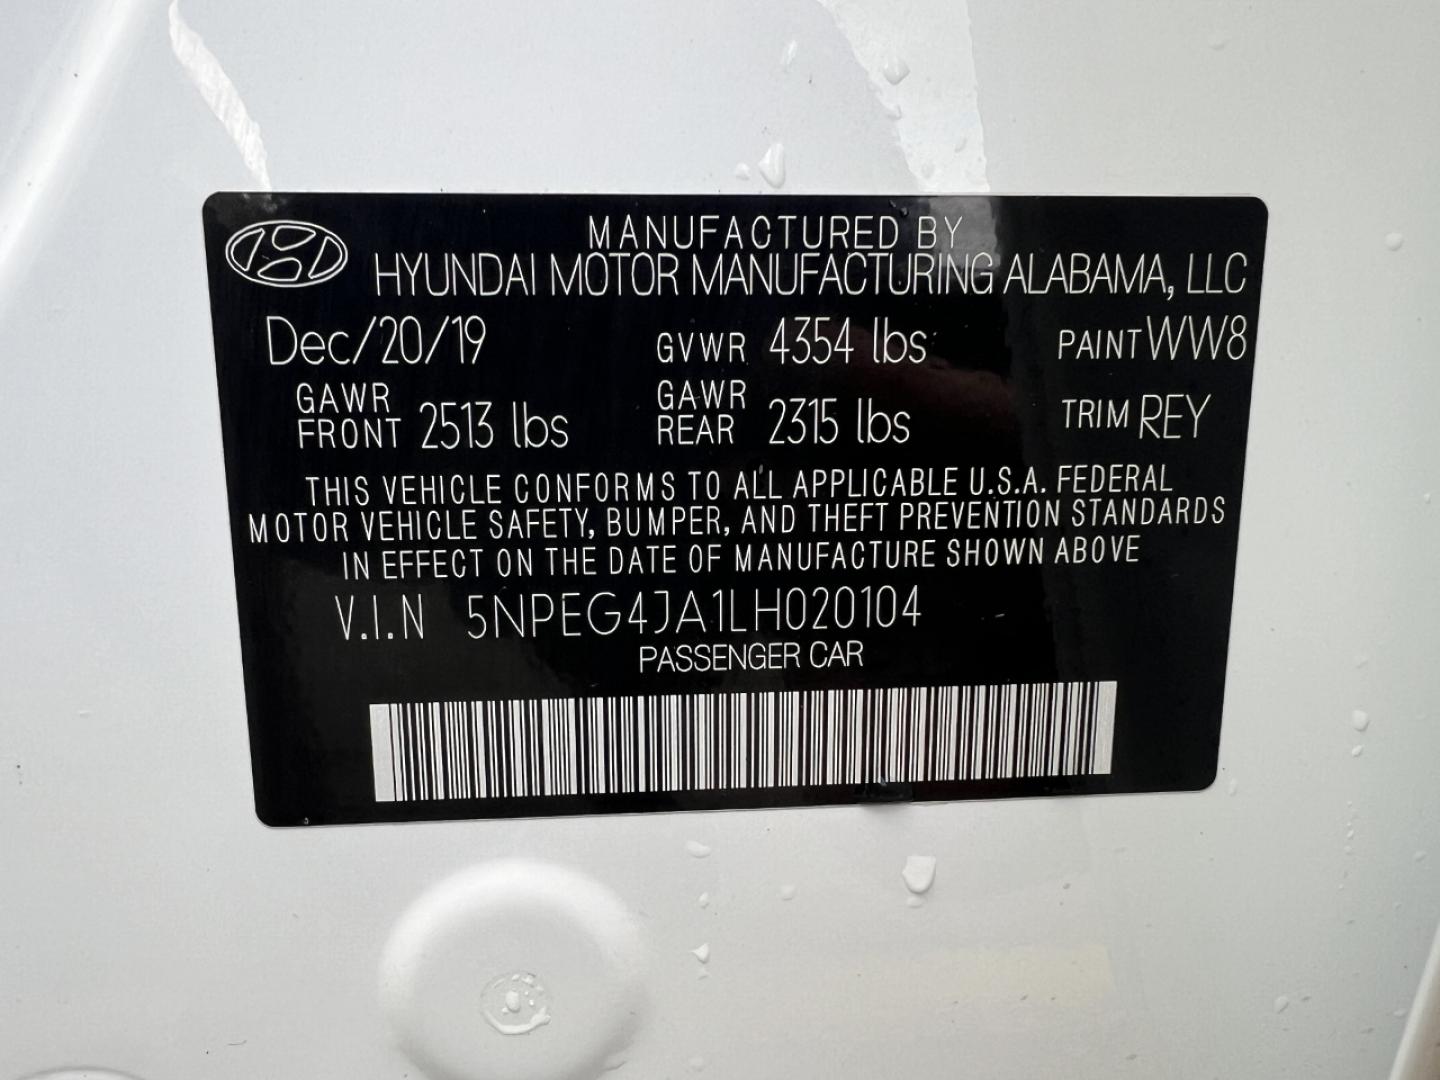 MANUFACTURED BY
HYUNDAI MOTOR MANUFACTURING ALABAMA, LLC
Dec/20/19 GVWR 4354 lbs PAINT WW8
GAWR FRONT 2513 lbs GAWR REAR 2315 lbs TRIM REY
THIS VEHICLE CONFORMS TO ALL APPLICABLE U.S.A. FEDERAL
MOTOR VEHICLE SAFETY, BUMPER, AND THEFT PREVENTION STANDARDS
IN EFFECT ON THE DATE OF MANUFACTURE SHOWN ABOVE
V.I.N 5NPEG4JA1LH020104
PASSENGER CAR